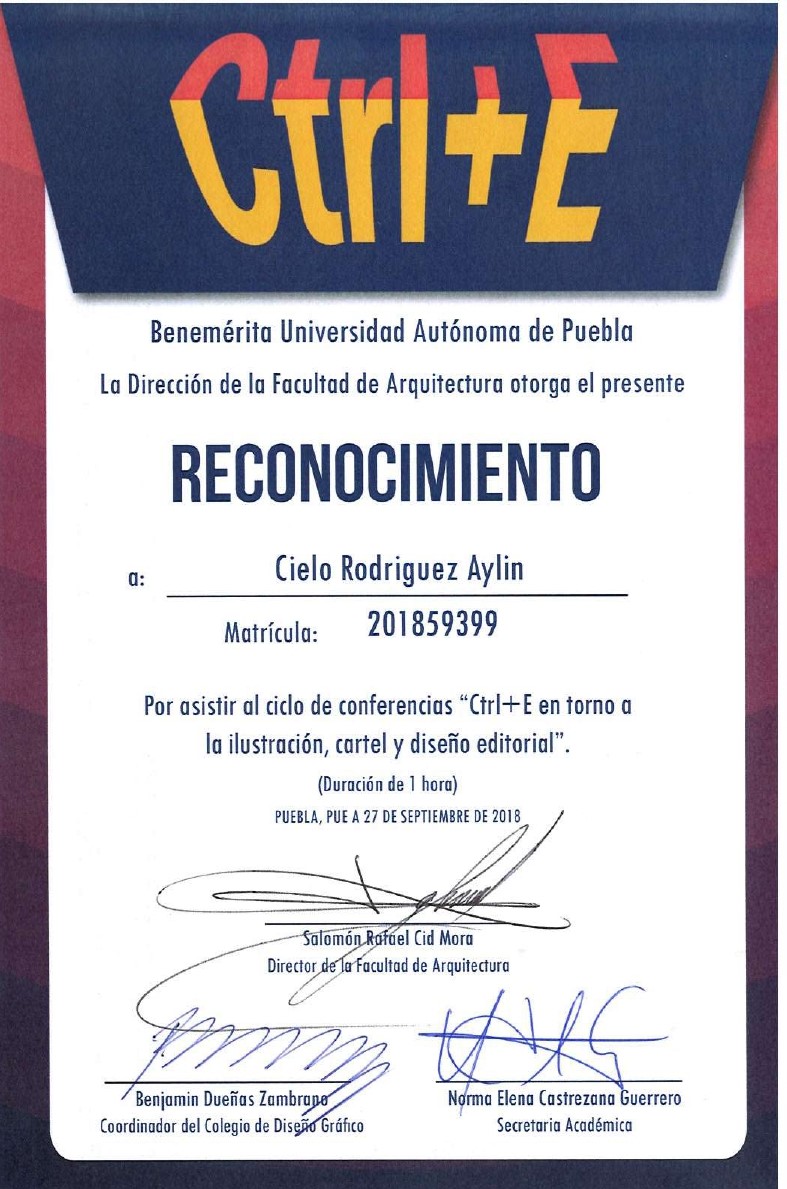 Ctrl+E
Benemérita Universidad Autónoma de Puebla
La Dirección de la Facultad de Arquitectura otorga el presente
RECONOCIMIENTO
a: Cielo Rodriguez Aylin
Matrícula: 201859399
Por asistir al ciclo de conferencias “Ctrl+E en torno a
la ilustración, cartel y diseño editorial”.
(Duración de 1 hora)
PUEBLA, PUE A 27 DE SEPTIEMBRE DE 2018
Salomón Rafael Cid Mora
Director de la Facultad de Arquitectura
Benjamin Dueñas Zambrano
Coordinador del Colegio de Diseño Gráfico
Norma Elena Castrezana Guerrero
Secretaria Académica